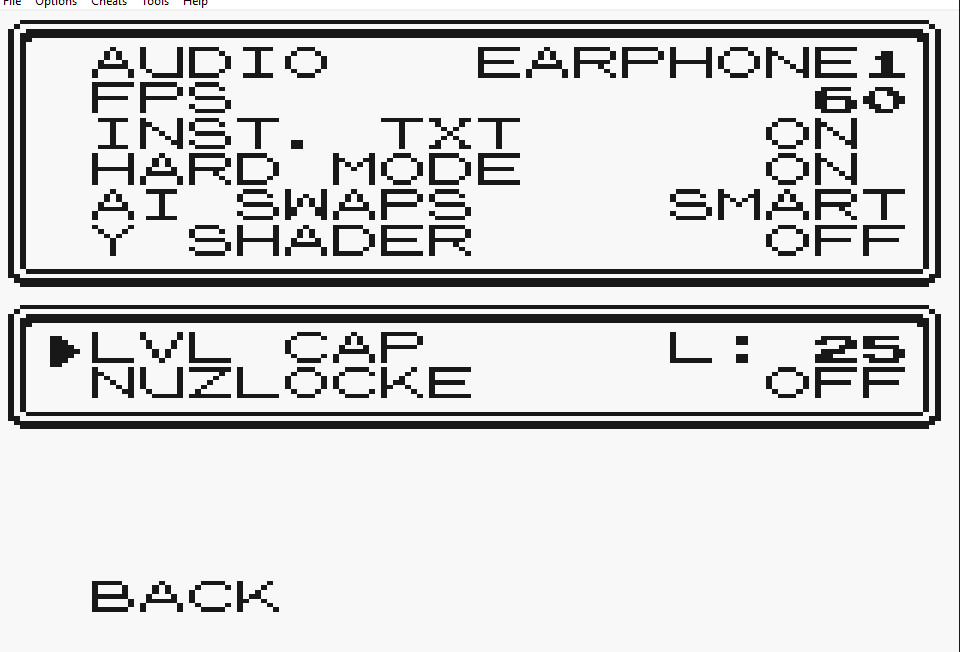 File Options Cheats Tools Help
AUDIO EARPHONE1
FPS 60
INST. TXT ON
HARD MODE ON
AI SWAPS SMART
Y SHADER OFF
▶LVL CAP L: 25
NUZLOCKE OFF
BACK